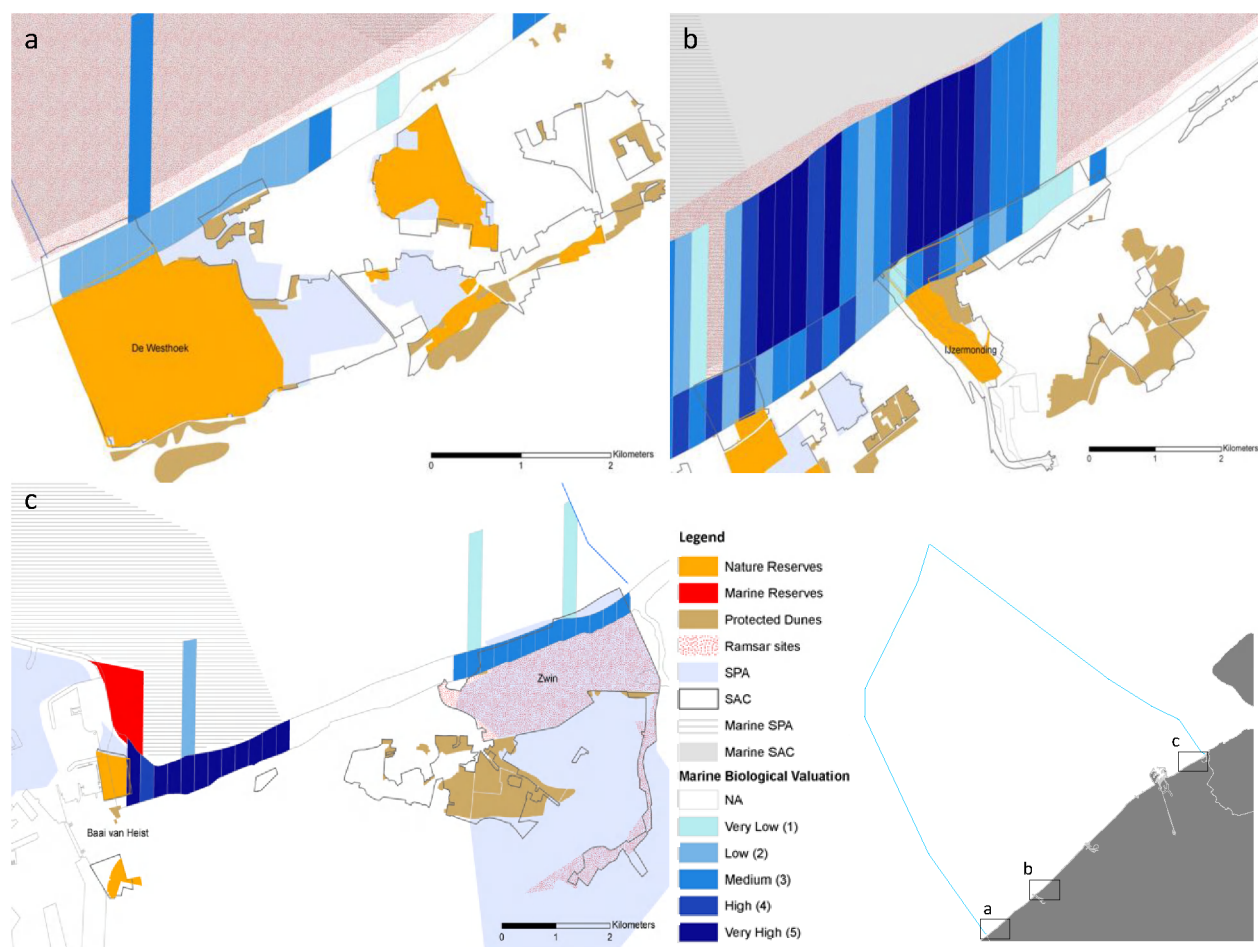 a
De Westhoek
Kilometers
0 1 2
b
IJzermonding
Kilometers
0 1 2
c
Zwin
Baai van Heist
Kilometers
0 1 2
Legend
Nature Reserves
Marine Reserves
Protected Dunes
Ramsar sites
SPA
SAC
Marine SPA
Marine SAC
Marine Biological Valuation
NA
Very Low (1)
Low (2)
Medium (3)
High (4)
Very High (5)
c
b
a